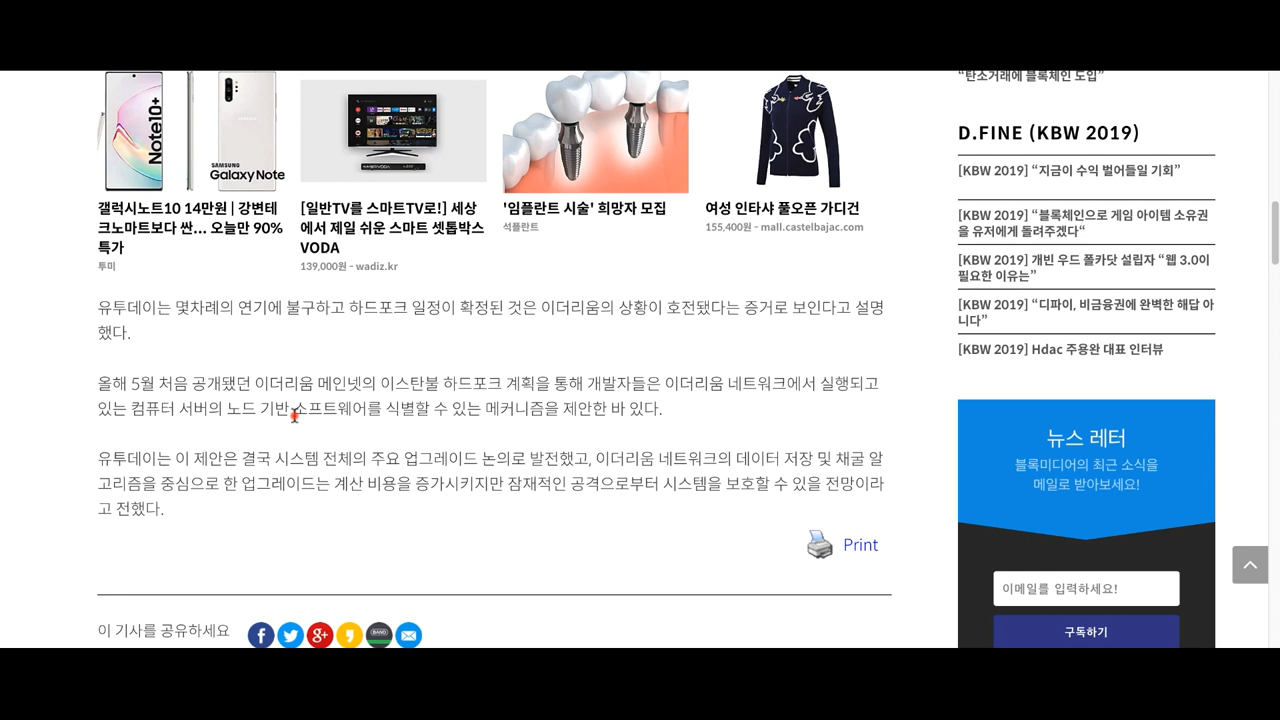 “탄소거래에 블록체인 도입”
Note10+
SAMSUNG
Galaxy Note
갤럭시노트10 14만원 | 강변테
크노마트보다 싼... 오늘만 90%
특가
투미
[일반TV를 스마트TV로!] 세상
에서 제일 쉬운 스마트 셋톱박스
VODA
139,000원 - wadiz.kr
'임플란트 시술' 희망자 모집
석플란트
여성 인타샤 풀오픈 가디건
155,400원 - mall.castelbajac.com
유투데이는 몇차례의 연기에 불구하고 하드포크 일정이 확정된 것은 이더리움의 상황이 호전됐다는 증거로 보인다고 설명
했다.
올해 5월 처음 공개됐던 이더리움 메인넷의 이스탄불 하드포크 계획을 통해 개발자들은 이더리움 네트워크에서 실행되고
있는 컴퓨터 서버의 노드 기반 소프트웨어를 식별할 수 있는 메커니즘을 제안한 바 있다.
유투데이는 이 제안은 결국 시스템 전체의 주요 업그레이드 논의로 발전했고, 이더리움 네트워크의 데이터 저장 및 채굴 알
고리즘을 중심으로 한 업그레이드는 계산 비용을 증가시키지만 잠재적인 공격으로부터 시스템을 보호할 수 있을 전망이라
고 전했다.
Print
이 기사를 공유하세요
BAND
D.FINE (KBW 2019)
[KBW 2019] “지금이 수익 벌어들일 기회”
[KBW 2019] “블록체인으로 게임 아이템 소유권
을 유저에게 돌려주겠다“
[KBW 2019] 개빈 우드 폴카닷 설립자 “웹 3.0이
필요한 이유는”
[KBW 2019] “디파이, 비금융권에 완벽한 해답 아
니다”
[KBW 2019] Hdac 주용완 대표 인터뷰
뉴스 레터
블록미디어의 최근 소식을
메일로 받아보세요!
이메일를 입력하세요!
구독하기